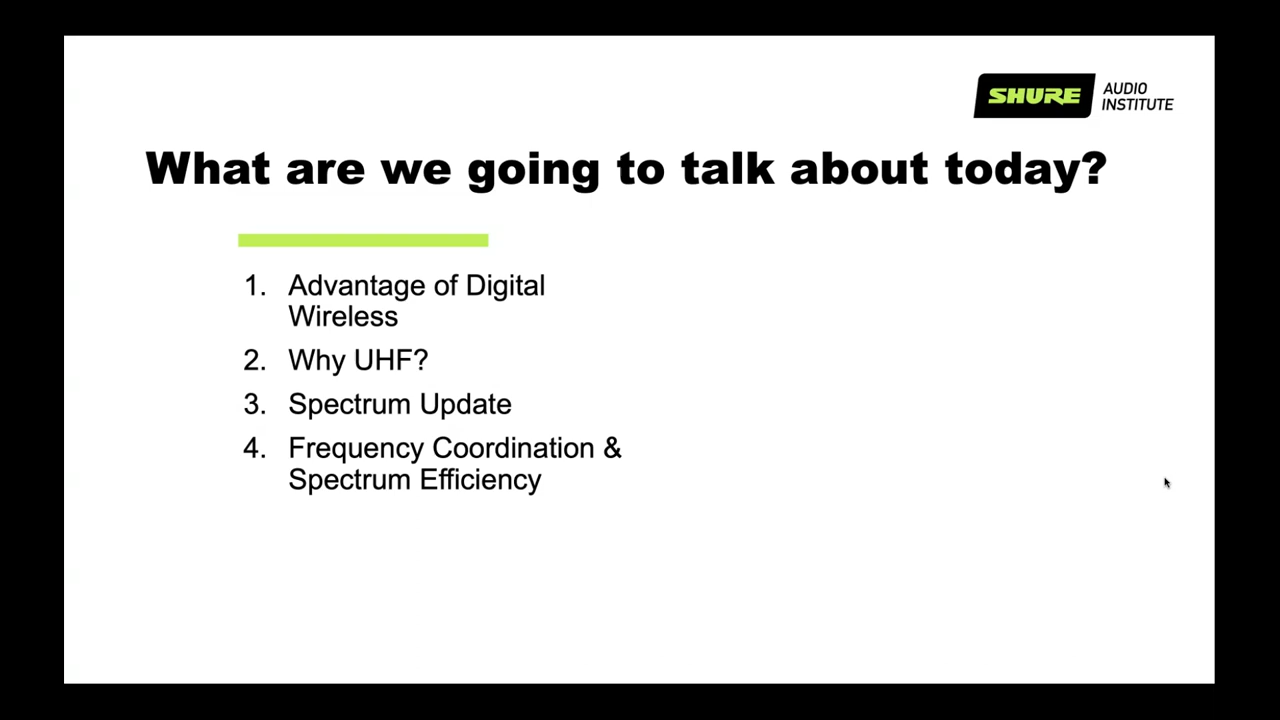 SHURE AUDIO
INSTITUTE
What are we going to talk about today?
1. Advantage of Digital
Wireless
2. Why UHF?
3. Spectrum Update
4. Frequency Coordination &
Spectrum Efficiency